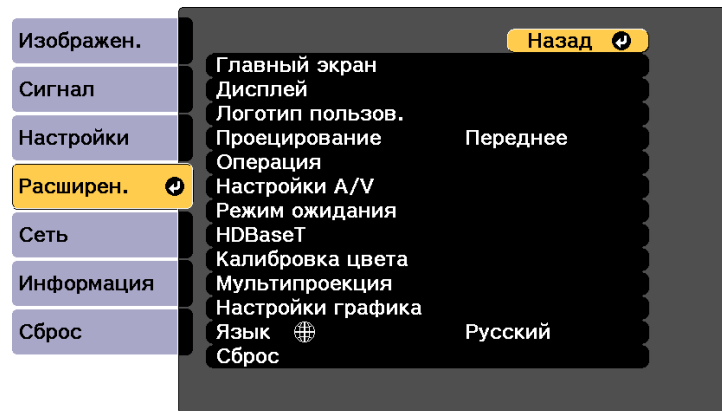 Изображен.
Сигнал
Настройки
Расширен.
Сеть
Информация
Сброс
Назад
Главный экран
Дисплей
Логотип пользов.
Проецирование Переднее
Операция
Настройки A/V
Режим ожидания
HDBaseT
Калибровка цвета
Мультипроекция
Настройки графика
Язык Русский
Сброс